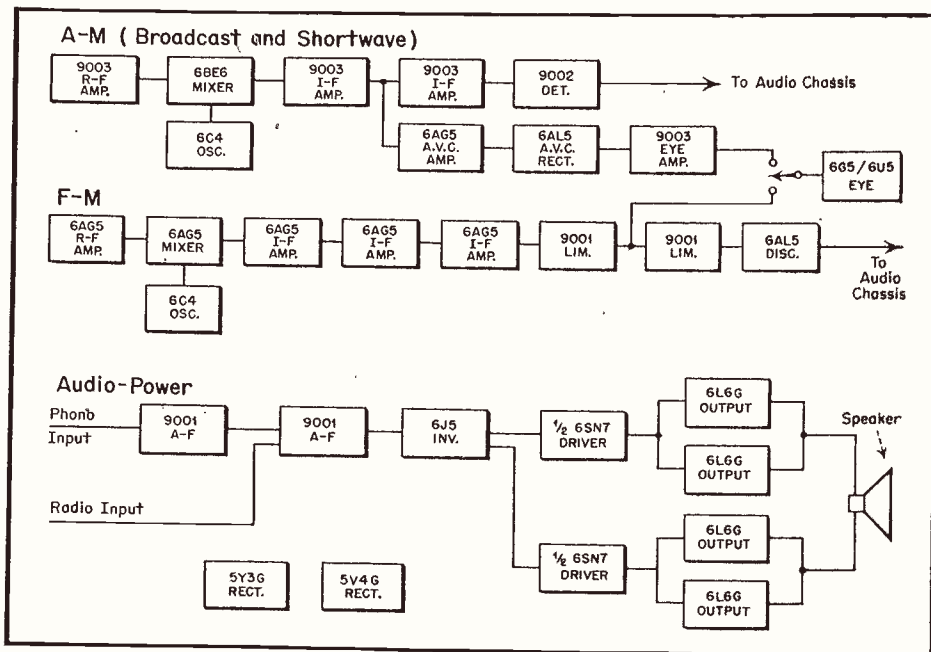 A-M (Broadcast and Shortwave)
9003
R-F
AMP.
6BE6
MIXER
9003
I-F
AMP.
9003
I-F
AMP.
9002
DET.
To Audio Chassis
6C4
OSC.
6AG5
A.V.C.
AMP.
6AL5
A.V.C.
RECT.
9003
EYE
AMP.
6G5/6U5
EYE
F-M
6AG5
R-F
AMP.
6AG5
MIXER
6AG5
I-F
AMP.
6AG5
I-F
AMP.
6AG5
I-F
AMP.
9001
LIM.
9001
LIM.
6AL5
DISC.
To
Audio
Chassis
6C4
OSC.
Audio-Power
Phono
Input
9001
A-F
9001
A-F
6J5
INV.
1/2 6SN7
DRIVER
6L6G
OUTPUT
6L6G
OUTPUT
Speaker
Radio Input
1/2 6SN7
DRIVER
6L6G
OUTPUT
6L6G
OUTPUT
5Y3G
RECT.
5V4G
RECT.